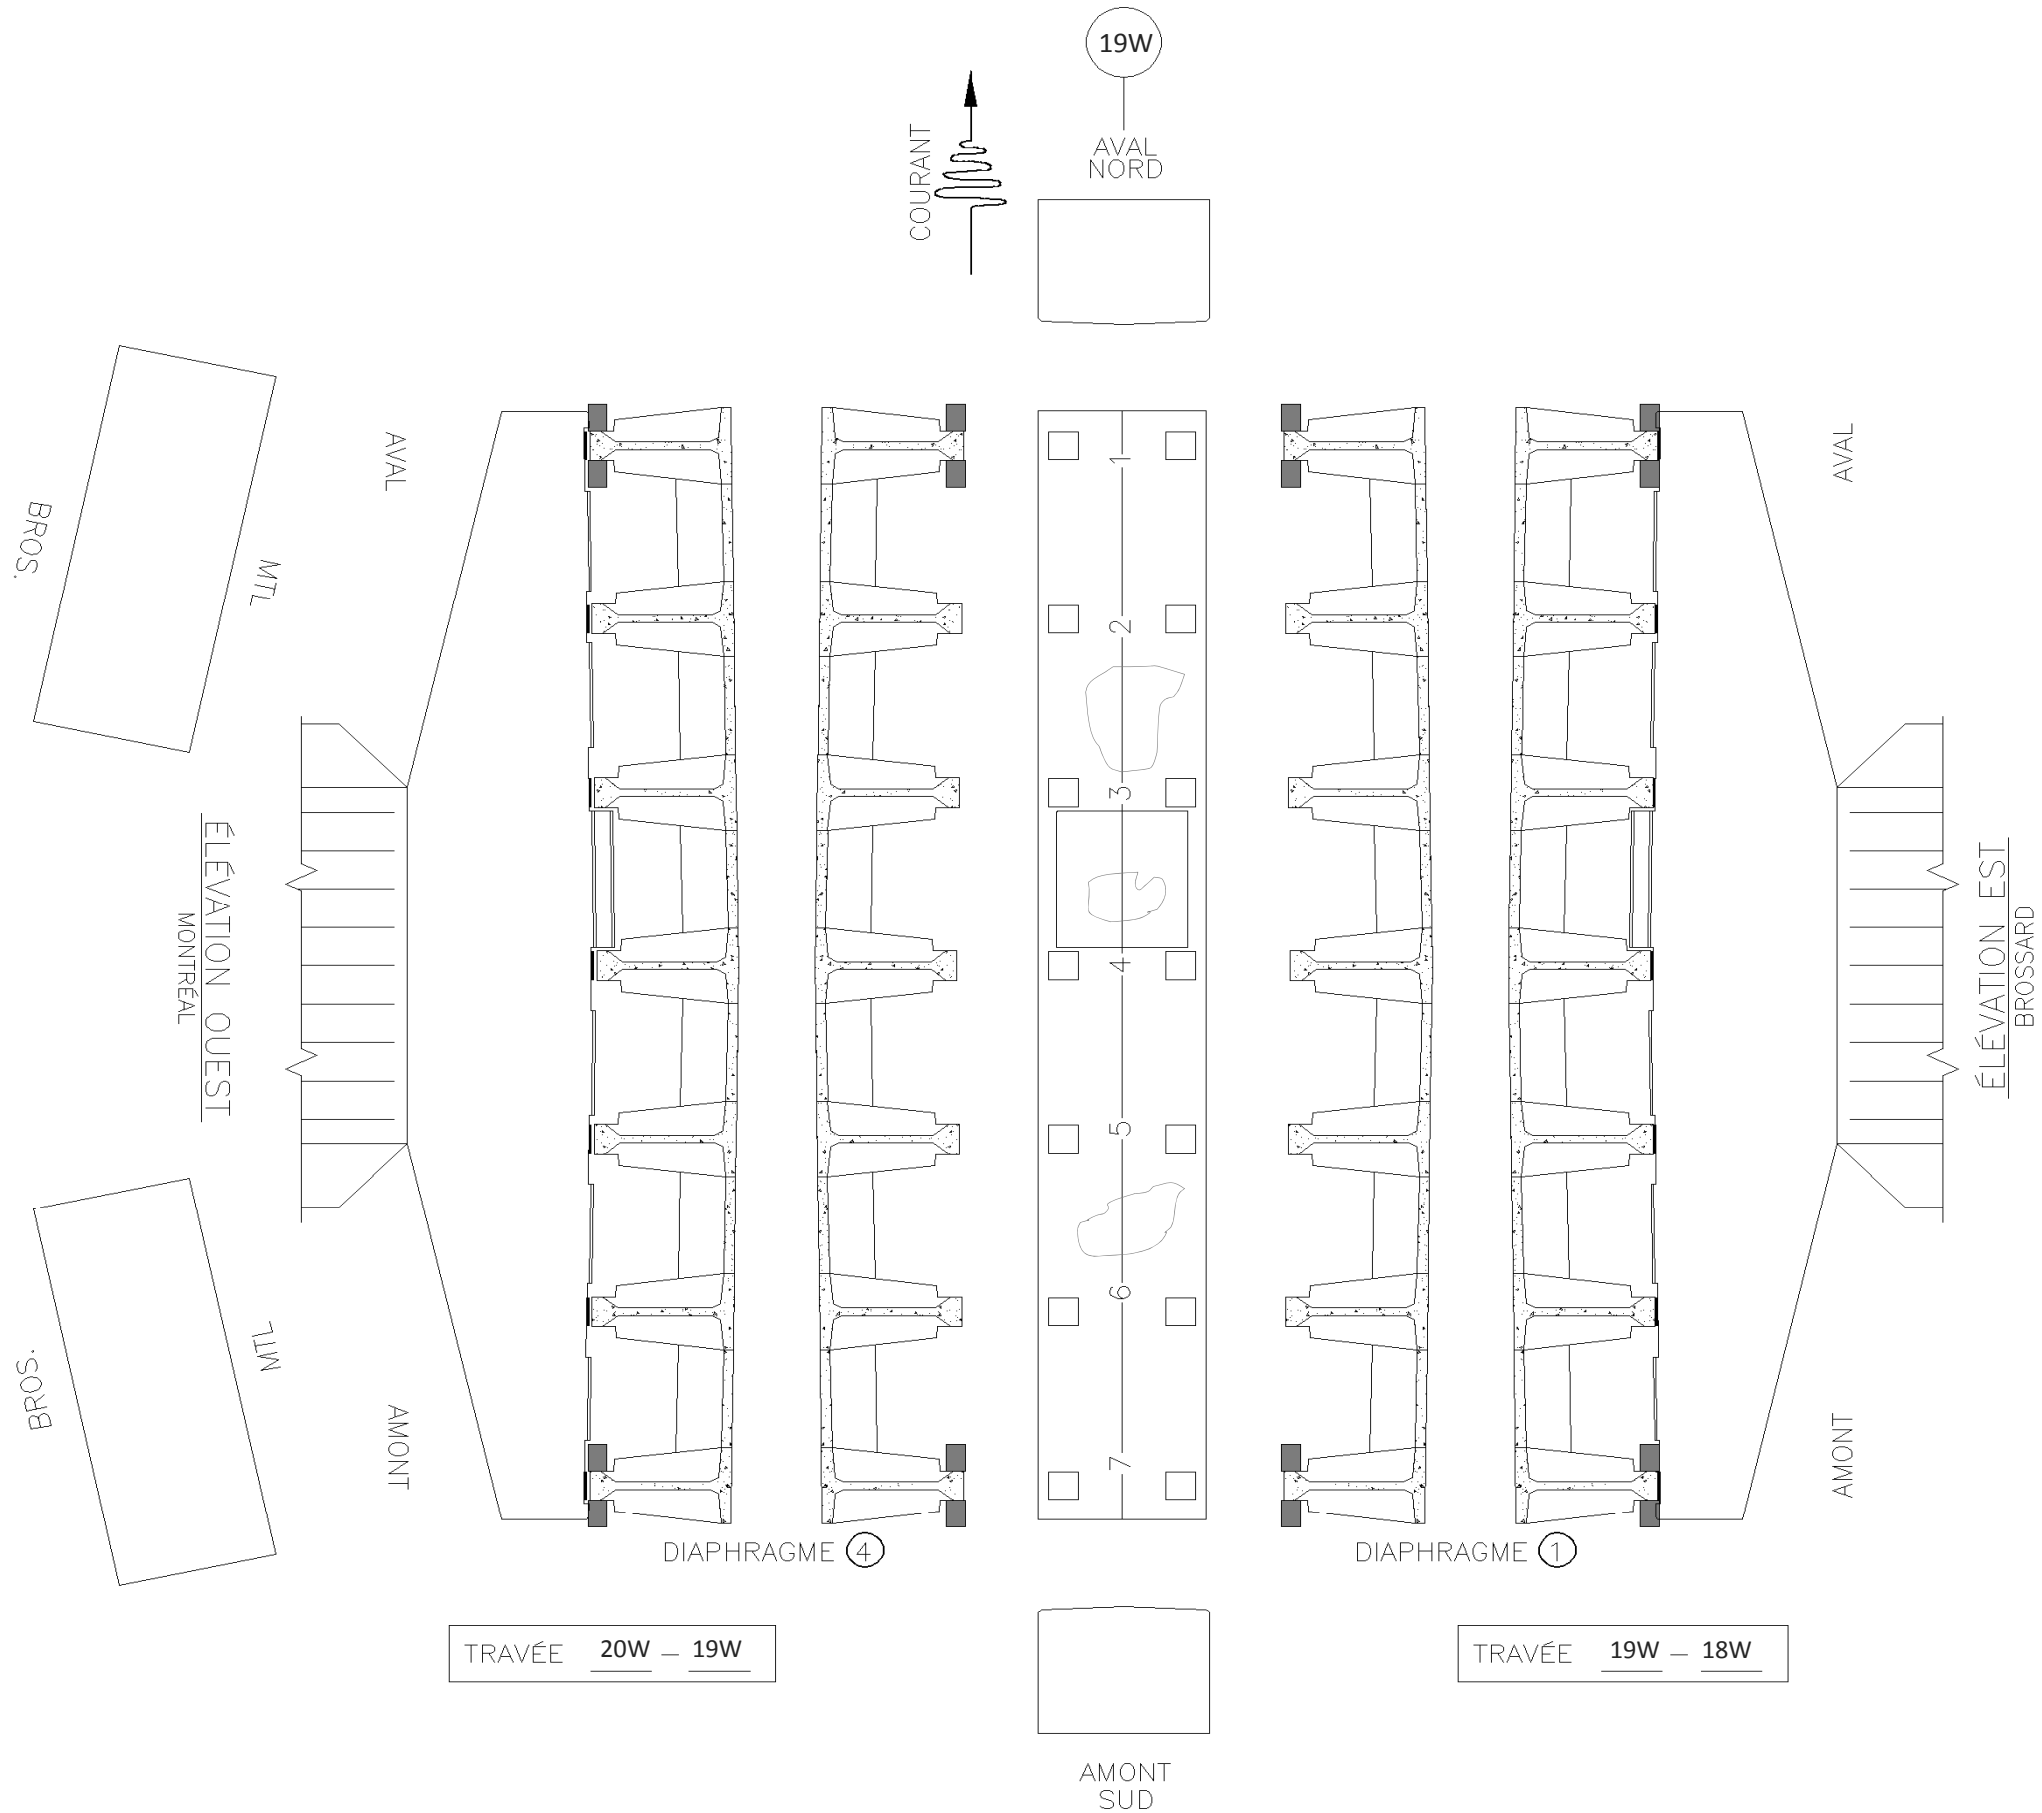 19W
AVAL
NORD
COURANT
AVAL
AVAL
BROS.
MTL
1
2
3
4
5
6
7
ÉLÉVATION OUEST
MONTRÉAL
ÉLÉVATION EST
BROSSARD
BROS.
MTL
AMONT
AMONT
DIAPHRAGME 4
DIAPHRAGME 1
TRAVÉE 20W – 19W
TRAVÉE 19W – 18W
AMONT
SUD